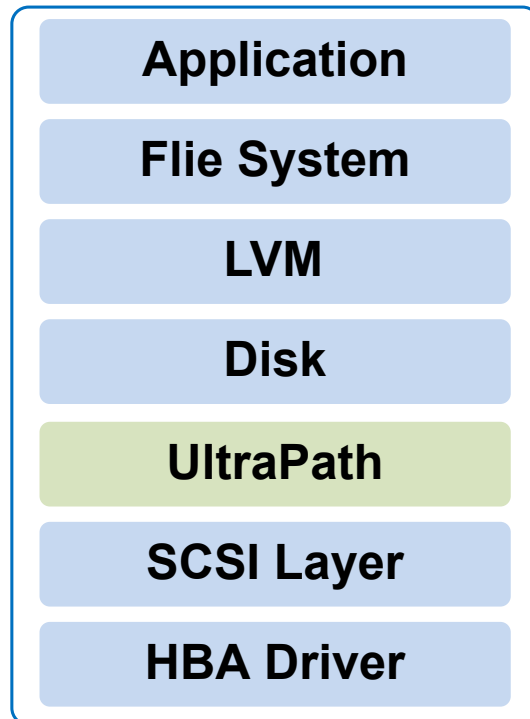 Application
Flie System
LVM
Disk
UltraPath
SCSI Layer
HBA Driver